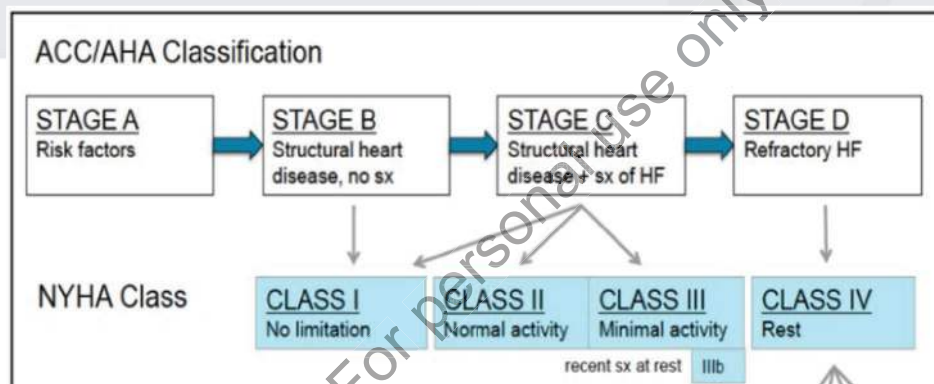 ACC/AHA Classification
STAGE A
Risk factors
STAGE B
Structural heart
disease, no sx
STAGE C
Structural heart
disease + sx of HF
STAGE D
Refractory HF
NYHA Class
CLASS I
No limitation
CLASS II
Normal activity
CLASS III
Minimal activity
CLASS IV
Rest
recent sx at rest
IIIb
For personal use only